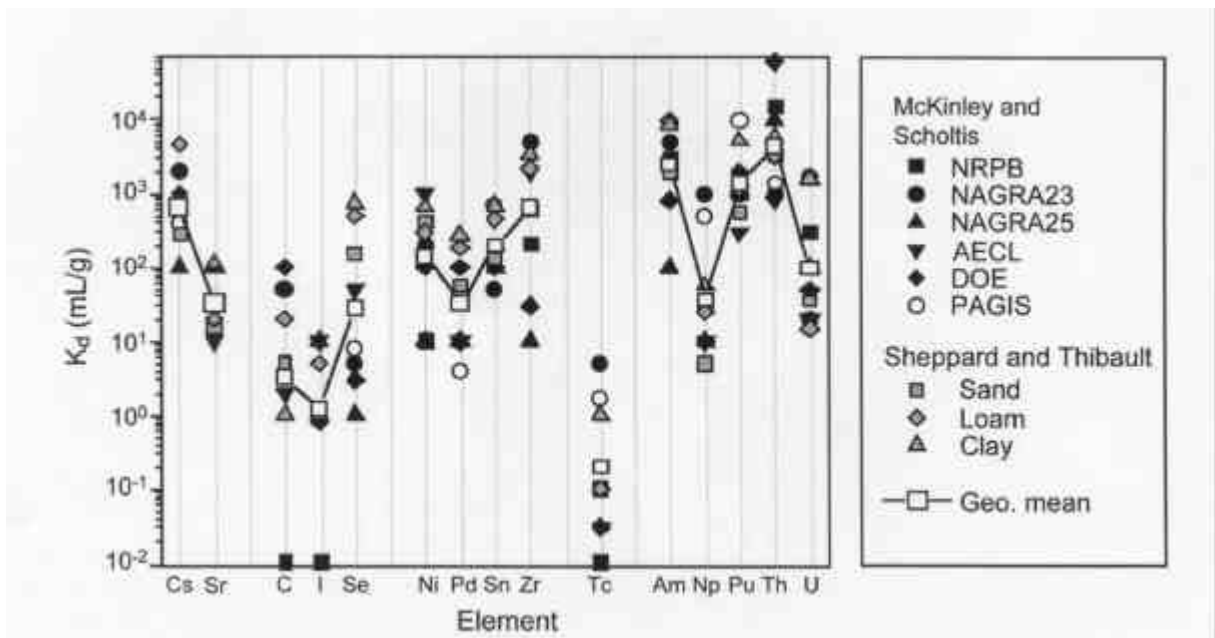 K_d (mL/g)
10⁴
10³
10²
10¹
10⁰
10⁻¹
10⁻²
Cs Sr C I Se Ni Pd Sn Zr Tc Am Np Pu Th U
Element
McKinley and
Scholtis
NRPB
NAGRA23
NAGRA25
AECL
DOE
PAGIS
Sheppard and Thibault
Sand
Loam
Clay
Geo. mean